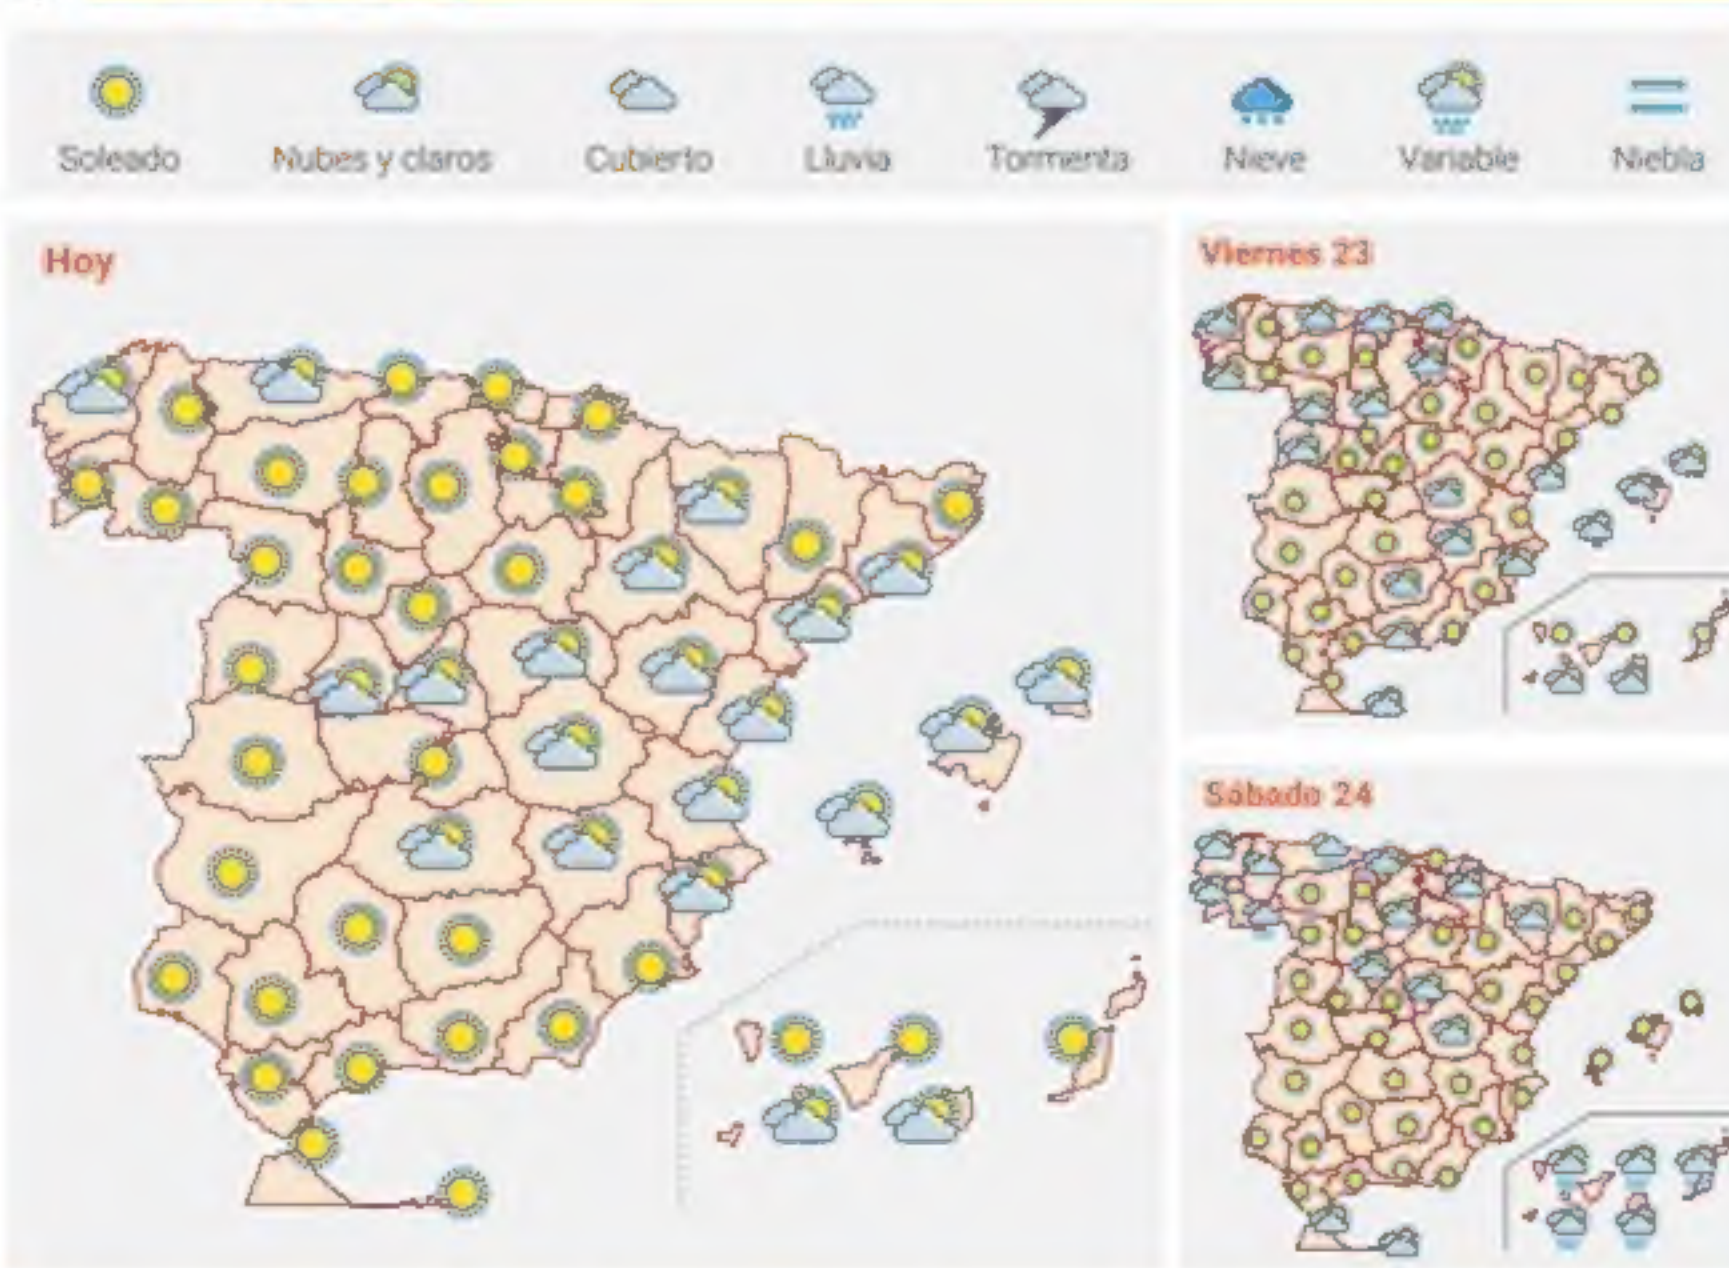 Soleado
Nubes y claros
Cubierto
Lluvia
Tormenta
Nieve
Variable
Niebla
Hoy
Viernes 23
Sábado 24